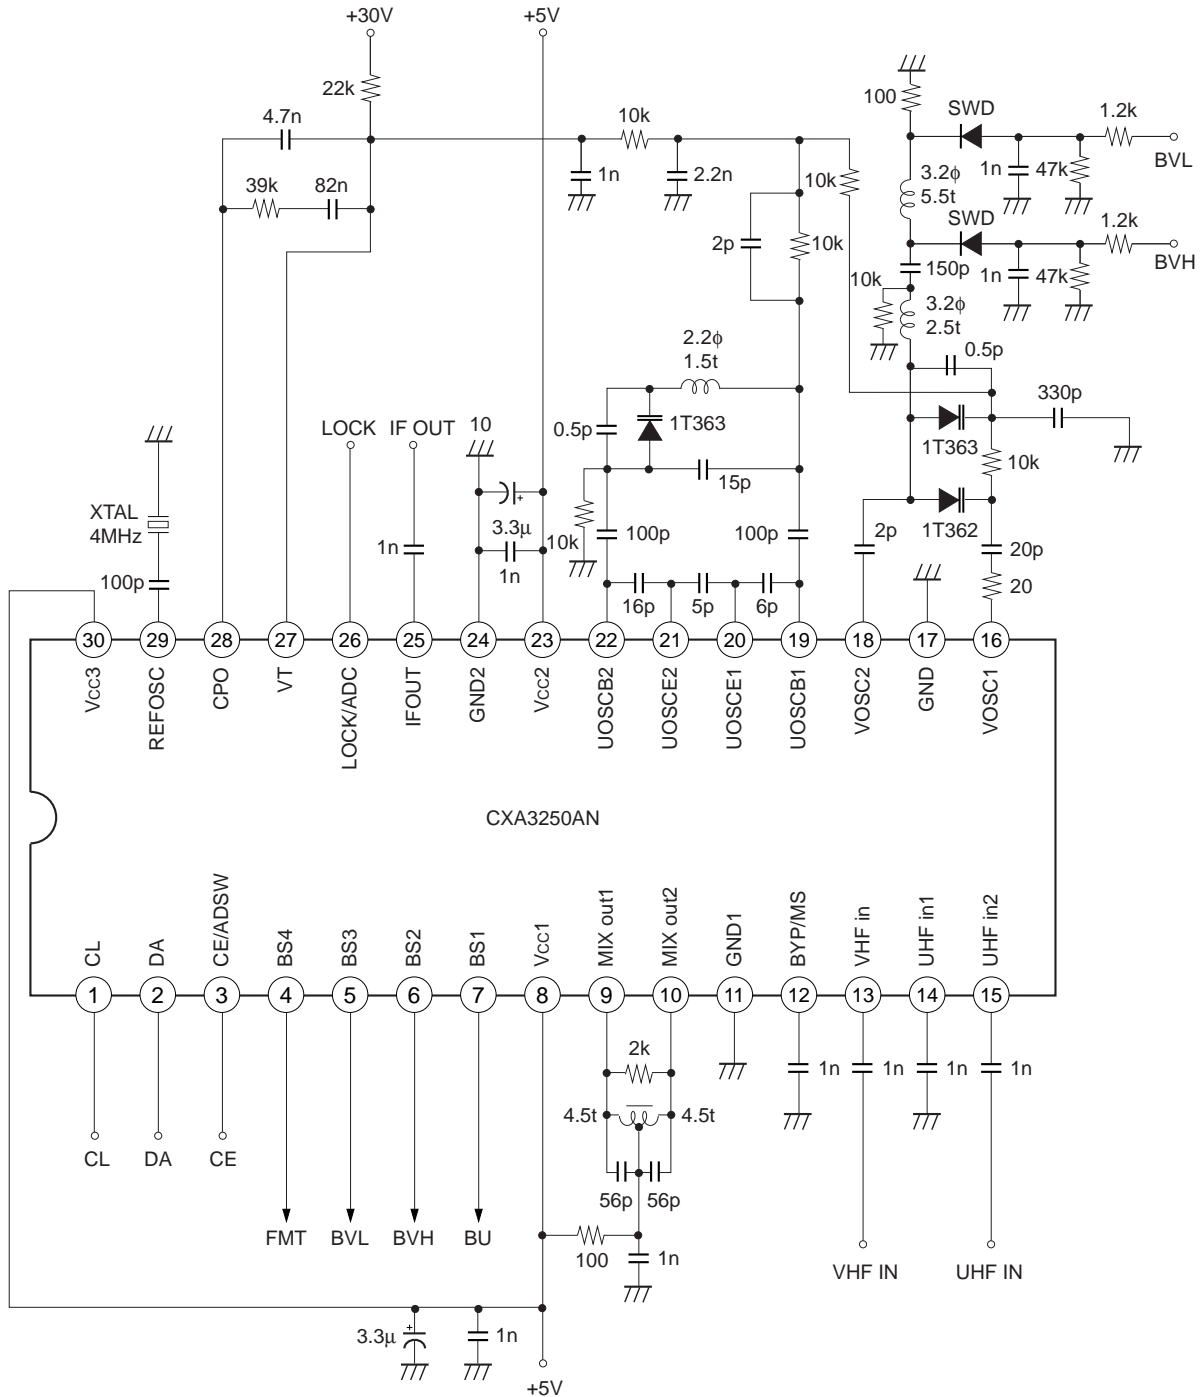 +30V
+5V
22k
4.7n
10k
100
SWD
1.2k
BVL
1n
2.2n
10k
3.2ϕ
5.5t
1n
47k
39k
82n
SWD
1.2k
BVH
2p
10k
150p
1n
47k
10k
3.2ϕ
2.5t
2.2ϕ
1.5t
0.5p
330p
LOCK
IF OUT
10
0.5p
1T363
1T363
15p
10k
XTAL
4MHz
3.3μ
1n
1n
10k
100p
100p
2p
1T362
20p
100p
16p
5p
6p
20
30
29
28
27
26
25
24
23
22
21
20
19
18
17
16
Vcc3
REFOSC
CPO
VT
LOCK/ADC
IFOUT
GND2
Vcc2
UOSCB2
UOSCE2
UOSCE1
UOSCB1
VOSC2
GND
VOSC1
CXA3250AN
CL
DA
CE/ADSW
BS4
BS3
BS2
BS1
Vcc1
MIX out1
MIX out2
GND1
BYP/MS
VHF in
UHF in1
UHF in2
1
2
3
4
5
6
7
8
9
10
11
12
13
14
15
2k
1n
1n
1n
1n
4.5t
4.5t
CL
DA
CE
56p
56p
FMT
BVL
BVH
BU
100
1n
VHF IN
UHF IN
3.3μ
1n
+5V